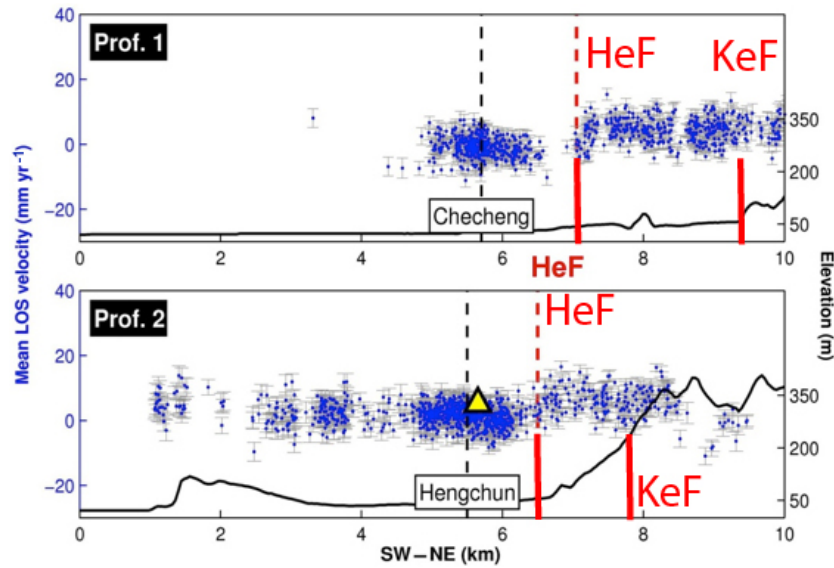 Prof. 1
HeF
KeF
40
20
0
−20
350
200
50
Checheng
0 2 4 6 8 10
HeF
Mean LOS velocity (mm yr⁻¹)
Elevation (m)
Prof. 2
HeF
40
20
0
−20
350
200
50
Hengchun
KeF
0 2 4 6 8 10
SW−NE (km)